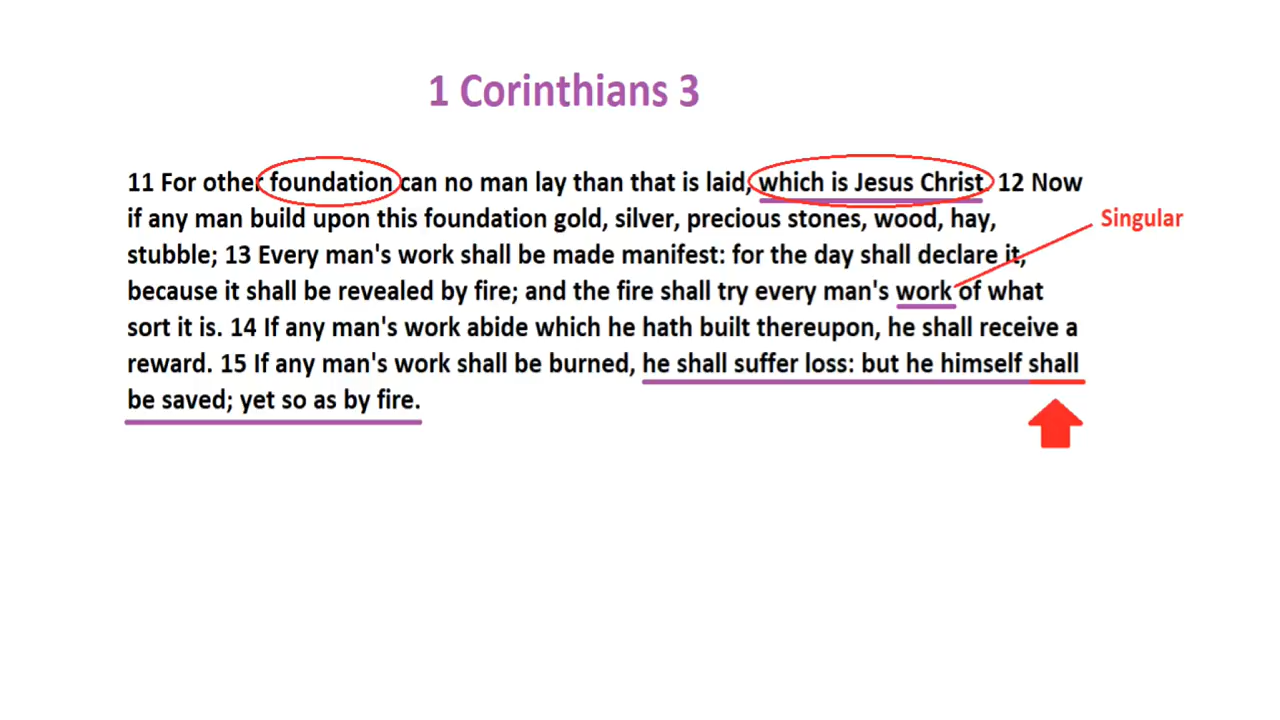 1 Corinthians 3
11 For other foundation can no man lay than that is laid, which is Jesus Christ. 12 Now
if any man build upon this foundation gold, silver, precious stones, wood, hay,
Singular
stubble; 13 Every man's work shall be made manifest: for the day shall declare it,
because it shall be revealed by fire; and the fire shall try every man's work of what
sort it is. 14 If any man's work abide which he hath built thereupon, he shall receive a
reward. 15 If any man's work shall be burned, he shall suffer loss: but he himself shall
be saved; yet so as by fire.